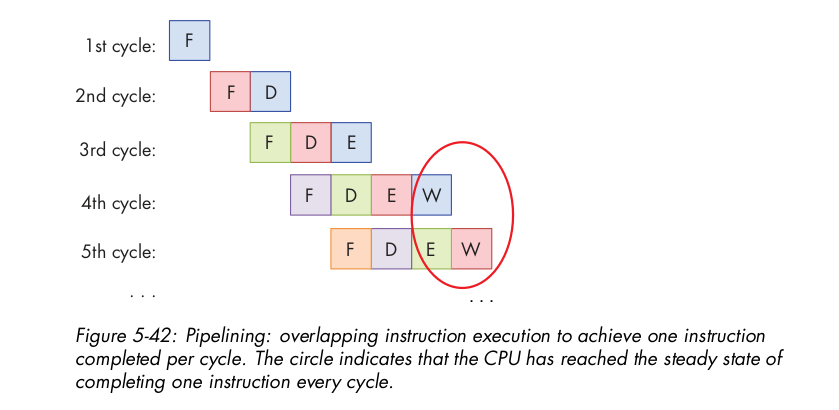 1st cycle: F
2nd cycle: F D
3rd cycle: F D E
4th cycle: F D E W
5th cycle: F D E W
. . . . . .
Figure 5-42: Pipelining: overlapping instruction execution to achieve one instruction
completed per cycle. The circle indicates that the CPU has reached the steady state of
completing one instruction every cycle.